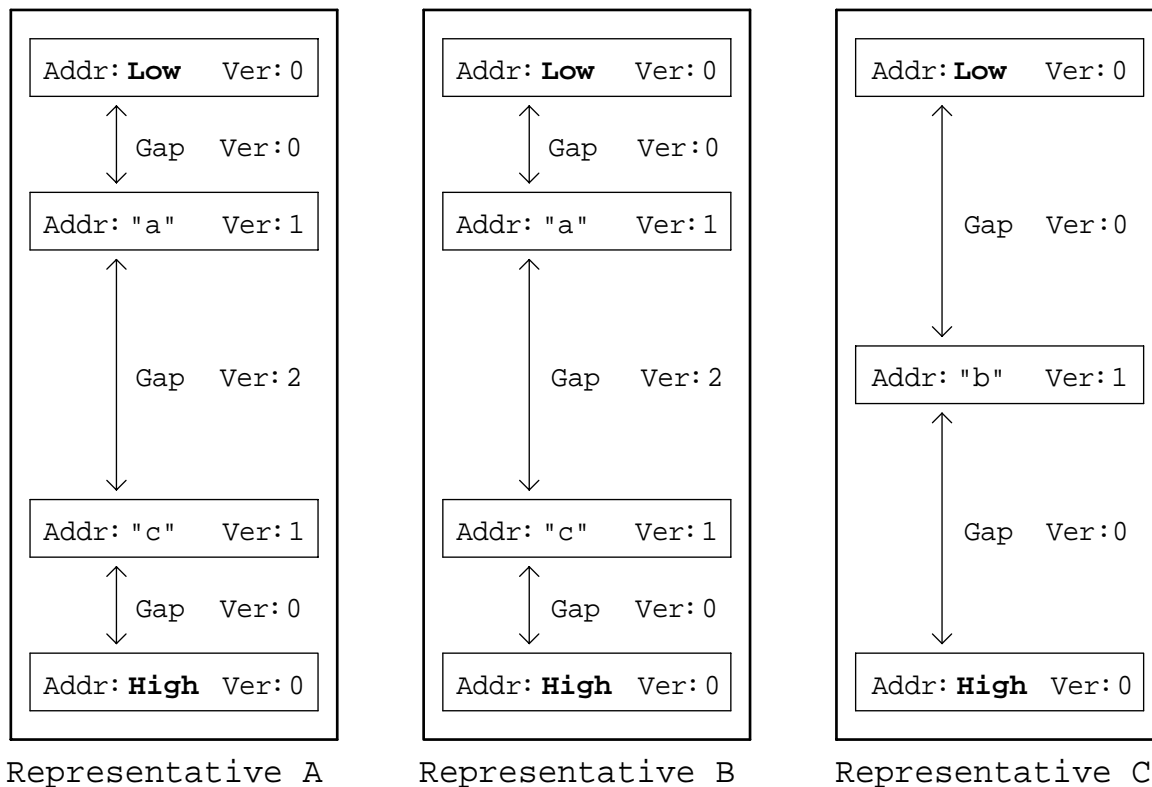 Addr: Low Ver: 0
Gap Ver: 0
Addr: "a" Ver: 1
Gap Ver: 2
Addr: "c" Ver: 1
Gap Ver: 0
Addr: High Ver: 0
Representative A
Addr: Low Ver: 0
Gap Ver: 0
Addr: "a" Ver: 1
Gap Ver: 2
Addr: "c" Ver: 1
Gap Ver: 0
Addr: High Ver: 0
Representative B
Addr: Low Ver: 0
Gap Ver: 0
Addr: "b" Ver: 1
Gap Ver: 0
Addr: High Ver: 0
Representative C